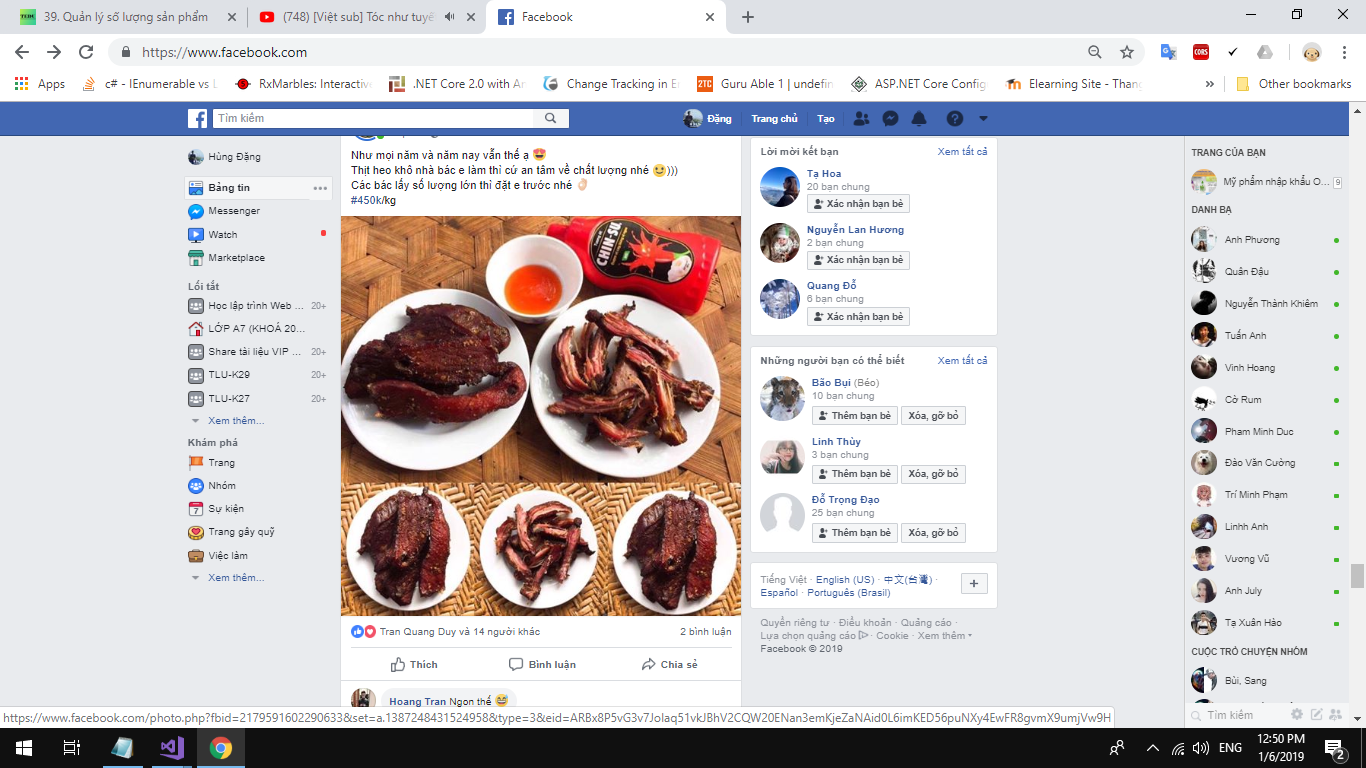 39. Quản lý số lượng sản phẩm
(748) [Việt sub] Tóc như tuyế
Facebook
https://www.facebook.com
Apps
c# - IEnumerable vs L
RxMarbles: Interactive
.NET Core 2.0 with An
Change Tracking in E
Guru Able 1 | undefin
ASP.NET Core Config
Elearning Site - Thang
Other bookmarks
Tìm kiếm
Đặng
Trang chủ
Tạo
Hùng Đặng
Bảng tin
Messenger
Watch
Marketplace
Lối tắt
Học lập trình Web ... 20+
LỚP A7 (KHOÁ 20...
Share tài liệu VIP ... 20+
TLU-K29 20+
TLU-K27 20+
Xem thêm...
Khám phá
Trang
Nhóm
Sự kiện
Trang gây quỹ
Việc làm
Xem thêm...
Như mọi năm và năm nay vẫn thế ạ 😍
Thịt heo khô nhà bác e làm thì cứ an tâm về chất lượng nhé 😉)))
Các bác lấy số lượng lớn thì đặt e trước nhé 👌🏻
#450k/kg
CHIN-SU
Tran Quang Duy và 14 người khác
2 bình luận
Thích
Bình luận
Chia sẻ
Hoang Tran Ngon thế 😅
Lời mời kết bạn
Xem tất cả
Tạ Hoa
20 bạn chung
Xác nhận bạn bè
Nguyễn Lan Hương
2 bạn chung
Xác nhận bạn bè
Quang Đỗ
6 bạn chung
Xác nhận bạn bè
Những người bạn có thể biết
Xem tất cả
Bão Bụi (Béo)
10 bạn chung
Thêm bạn bè
Xóa, gỡ bỏ
Linh Thùy
3 bạn chung
Thêm bạn bè
Xóa, gỡ bỏ
Đỗ Trọng Đạo
25 bạn chung
Thêm bạn bè
Xóa, gỡ bỏ
Tiếng Việt · English (US) · 中文(台灣) ·
Español · Português (Brasil)
Quyền riêng tư · Điều khoản · Quảng cáo ·
Lựa chọn quảng cáo · Cookie · Xem thêm
Facebook © 2019
TRANG CỦA BẠN
Mỹ phẩm nhập khẩu O... 9
DANH BẠ
Anh Phương
Quân Đậu
Nguyễn Thành Khiêm
Tuấn Anh
Vinh Hoang
Cờ Rum
Pham Minh Duc
Đào Văn Cường
Trí Minh Phạm
Linhh Anh
Vương Vũ
Anh July
Tạ Xuân Hảo
CUỘC TRÒ CHUYỆN NHÓM
Bùi, Sang
Tìm kiếm
https://www.facebook.com/photo.php?fbid=2179591602290633&set=a.1387248431524958&type=3&eid=ARBx8P5vG3v7Jolaq51vkJBhV2CQW20ENan3emKjeZaNAid0L6imKED56puNXy4EwFR8gvmX9umjVw9H
ENG
12:50 PM
1/6/2019
2